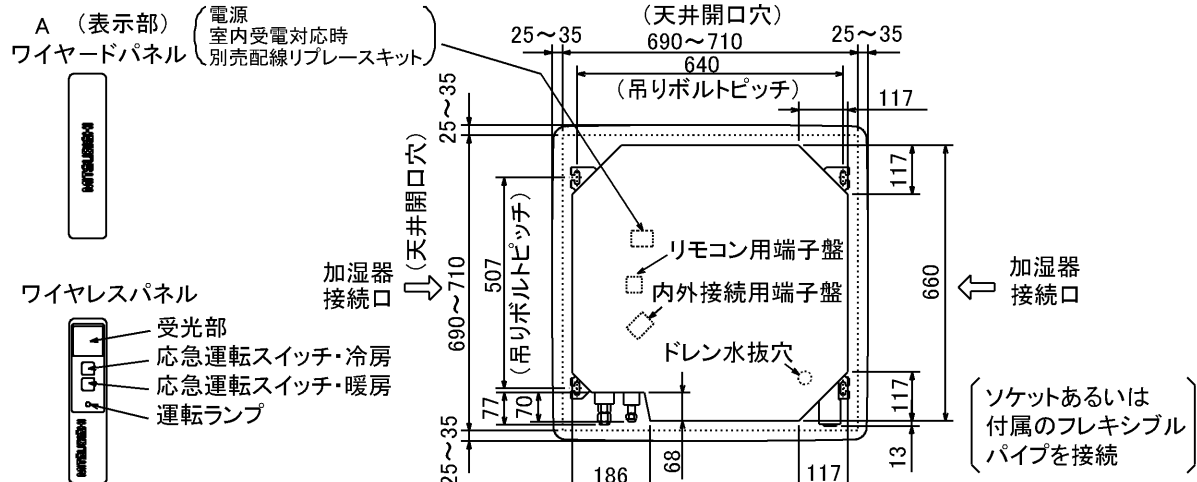 A （表示部）
ワイヤードパネル
電源
室内受電対応時
別売配線リプレースキット
MITSUBISHI
ワイヤレスパネル
受光部
応急運転スイッチ・冷房
応急運転スイッチ・暖房
運転ランプ
MITSUBISHI
（天井開口穴）
25～35
690～710
25～35
640
（吊りボルトピッチ）
117
25～35
（天井開口穴）
690～710
507
（吊りボルトピッチ）
117
660
加湿器
接続口
リモコン用端子盤
内外接続用端子盤
ドレン水抜穴
加湿器
接続口
77
70
25～35
68
186
117
117
13
ソケットあるいは
付属のフレキシブル
パイプを接続